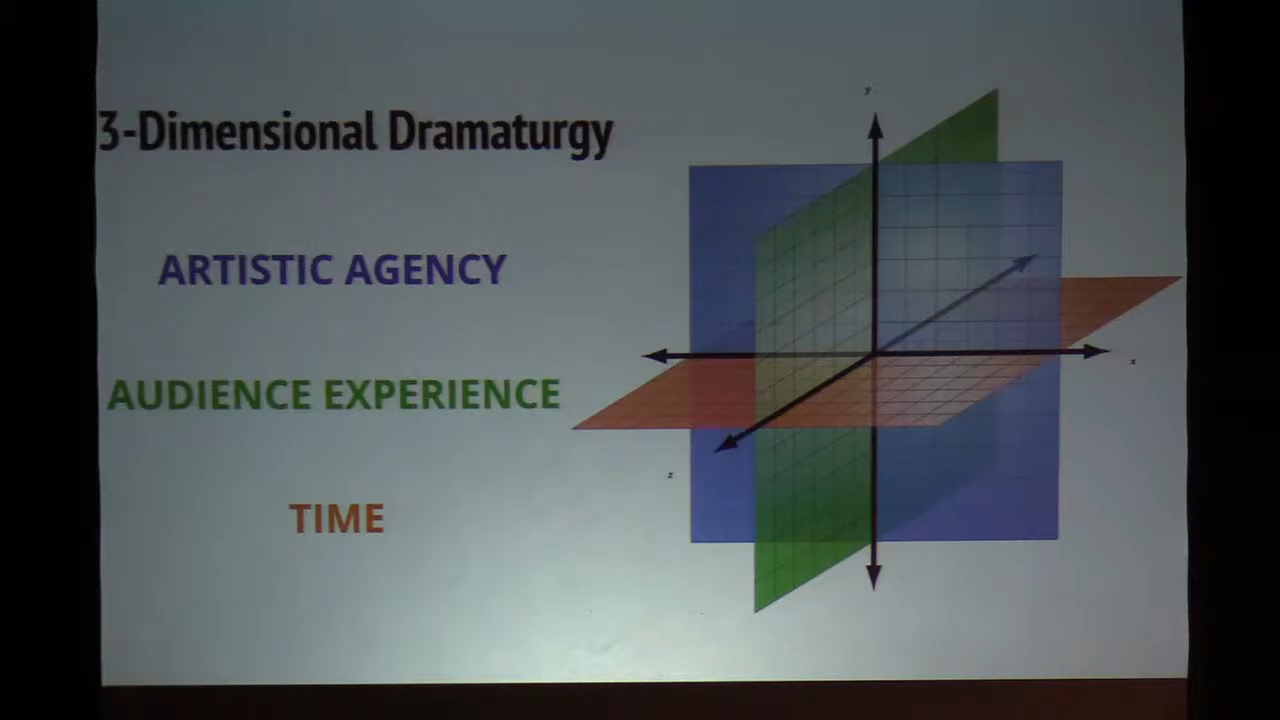 3-Dimensional Dramaturgy
ARTISTIC AGENCY
AUDIENCE EXPERIENCE
TIME
y
x
z